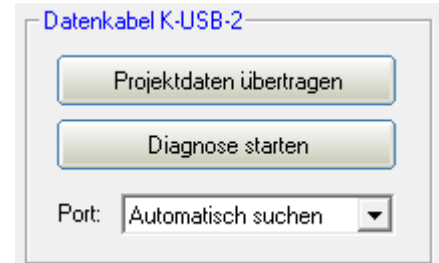 Datenkabel K-USB-2
Projektdaten übertragen
Diagnose starten
Port: Automatisch suchen